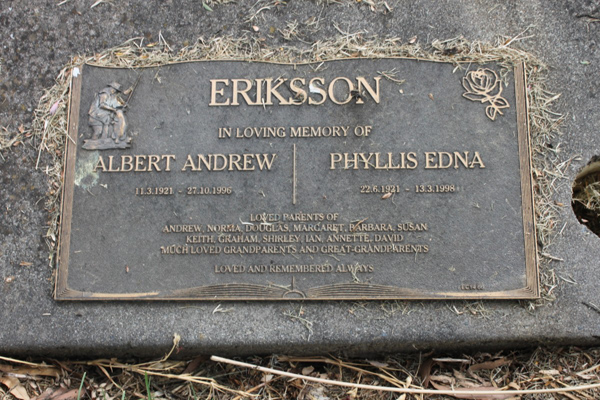 ERIKSSON
IN LOVING MEMORY OF
ALBERT ANDREW PHYLLIS EDNA
11.3.1921 - 27.10.1996 22.6.1921 - 13.3.1998
LOVED PARENTS OF
ANDREW, NORMA, DOUGLAS, MARGARET, BARBARA, SUSAN
KEITH, GRAHAM, SHIRLEY, IAN, ANNETTE, DAVID
MUCH LOVED GRANDPARENTS AND GREAT-GRANDPARENTS
LOVED AND REMEMBERED ALWAYS